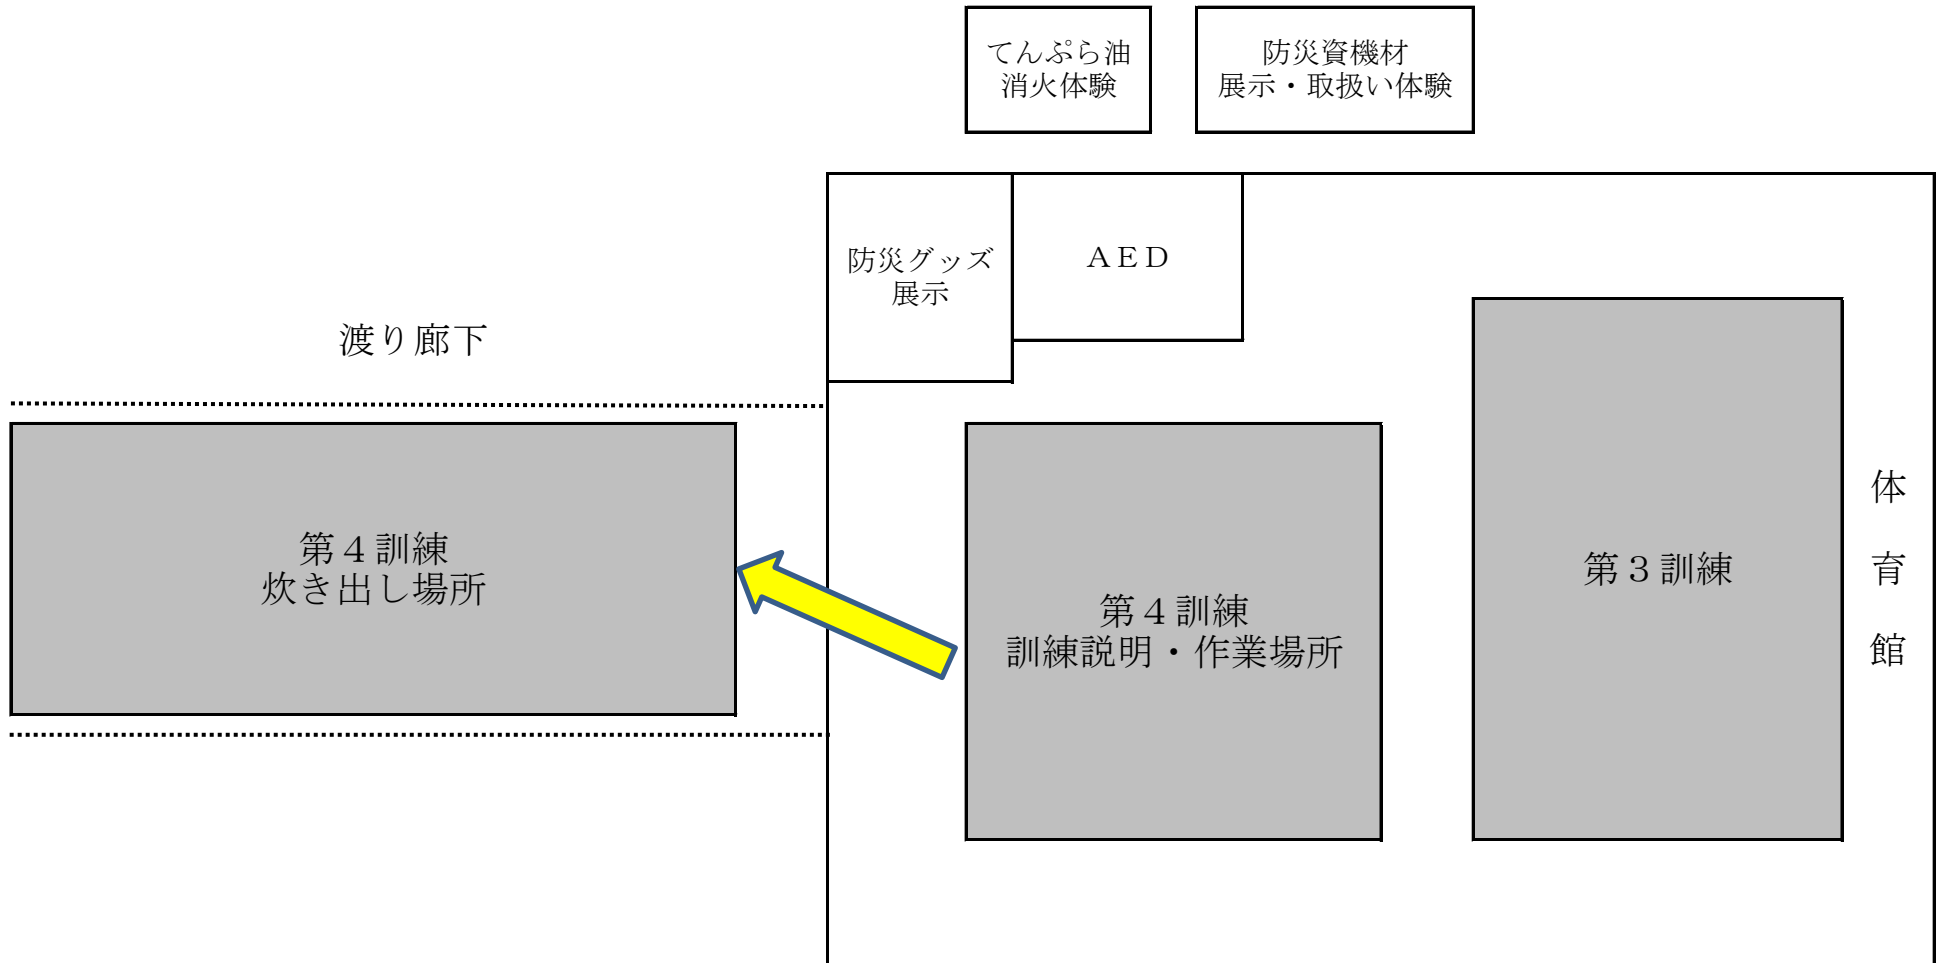 てんぷら油
消火体験
防災資機材
展示・取扱い体験
防災グッズ
展示
ＡＥＤ
渡り廊下
第４訓練
炊き出し場所
第４訓練
訓練説明・作業場所
第３訓練
体
育
館